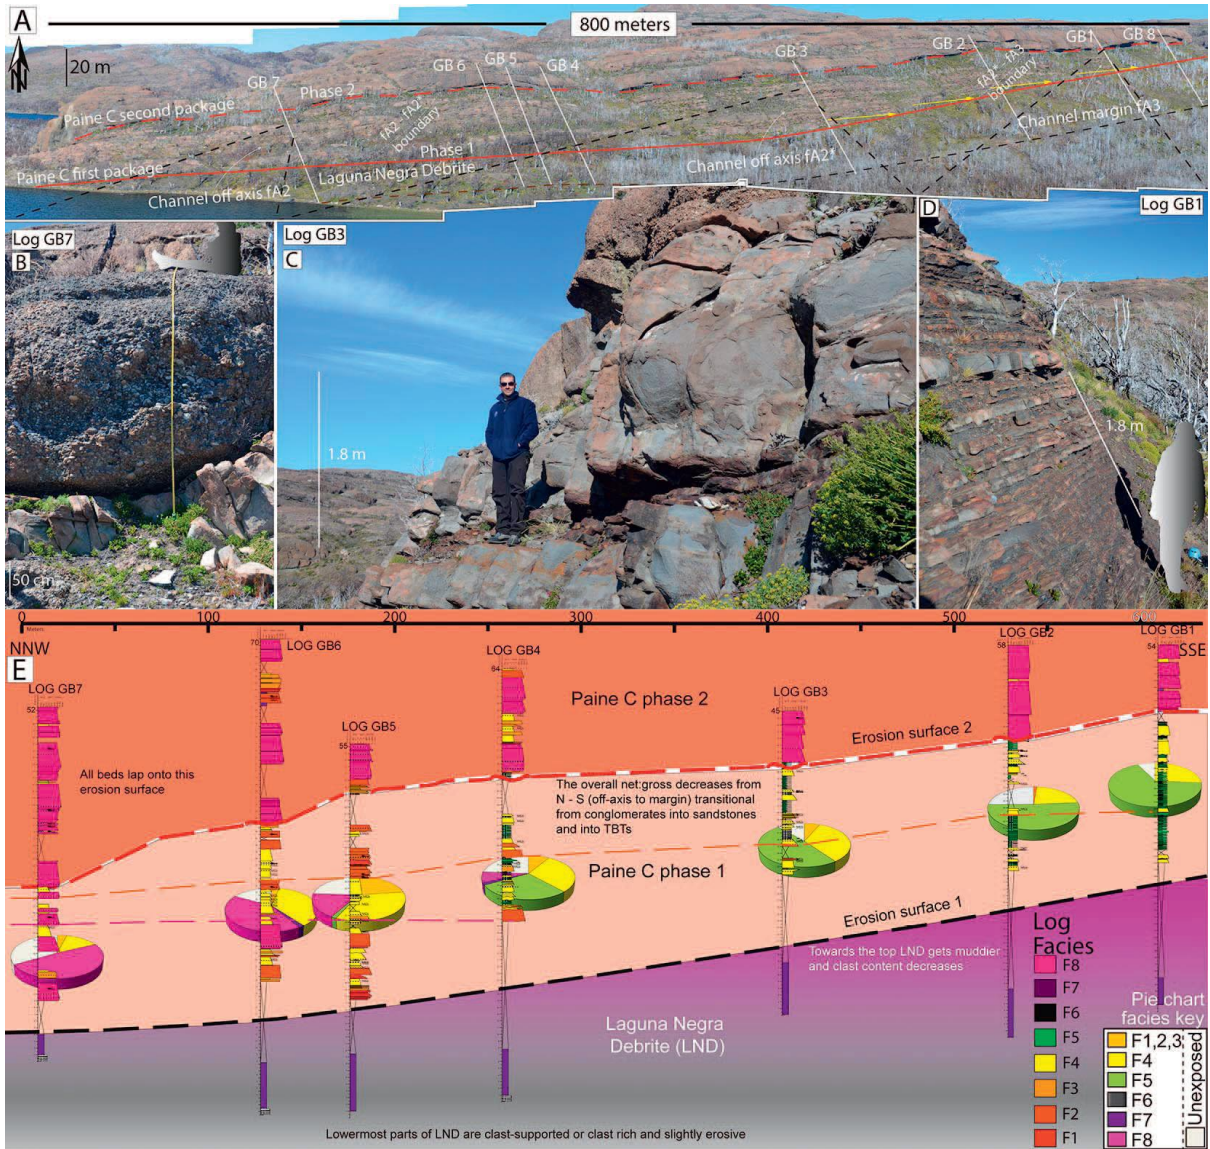 A
800 meters
N
20 m
GB 7
GB 6
GB 5
GB 4
GB 3
GB 2
GB1
GB 8
Paine C second package
Phase 2
fA2 - fA2'
boundary
fA2' - fA3
boundary
Paine C first package
Phase 1
Laguna Negra Debrite
Channel off axis fA2
Channel off axis fA2'
Channel margin fA3
Log GB7
B
50 cm
Log GB3
C
1.8 m
D
Log GB1
1.8 m
0
100
200
300
400
500
Meters
NNW
SSE
E
LOG GB7
52
70
LOG GB6
LOG GB5
55
LOG GB4
64
LOG GB3
45
LOG GB2
58
LOG GB1
54
Paine C phase 2
Erosion surface 2
All beds lap onto this
erosion surface
The overall net:gross decreases from
N - S (off-axis to margin) transitional
from conglomerates into sandstones
and into TBTs
Paine C phase 1
Erosion surface 1
Towards the top LND gets muddier
and clast content decreases
Laguna Negra
Debrite (LND)
Lowermost parts of LND are clast-supported or clast rich and slightly erosive
Log
Facies
F8
F7
F6
F5
F4
F3
F2
F1
Pie chart
facies key
F1,2,3
F4
F5
F6
F7
F8
Unexposed